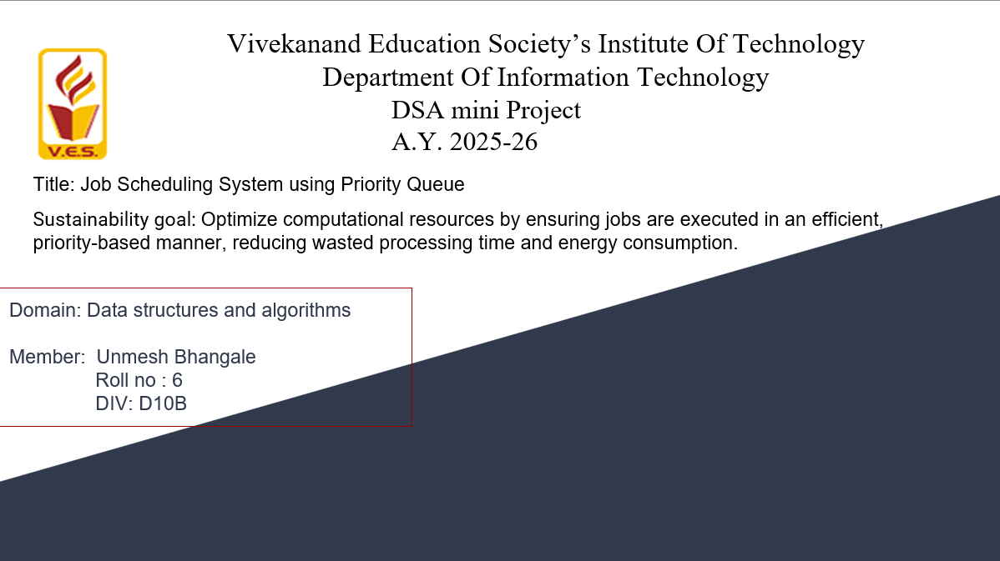 Vivekanand Education Society’s Institute Of Technology
Department Of Information Technology
DSA mini Project
A.Y. 2025-26
V.E.S.
Title: Job Scheduling System using Priority Queue
Sustainability goal: Optimize computational resources by ensuring jobs are executed in an efficient,
priority-based manner, reducing wasted processing time and energy consumption.
Domain: Data structures and algorithms
Member: Unmesh Bhangale
Roll no : 6
DIV: D10B